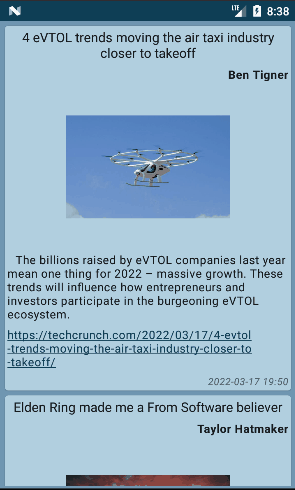 LTE 8:38
4 eVTOL trends moving the air taxi industry
closer to takeoff
Ben Tigner
The billions raised by eVTOL companies last year
mean one thing for 2022 – massive growth. These
trends will influence how entrepreneurs and
investors participate in the burgeoning eVTOL
ecosystem.
https://techcrunch.com/2022/03/17/4-evtol
-trends-moving-the-air-taxi-industry-closer-to
-takeoff/
2022-03-17 19:50
Elden Ring made me a From Software believer
Taylor Hatmaker